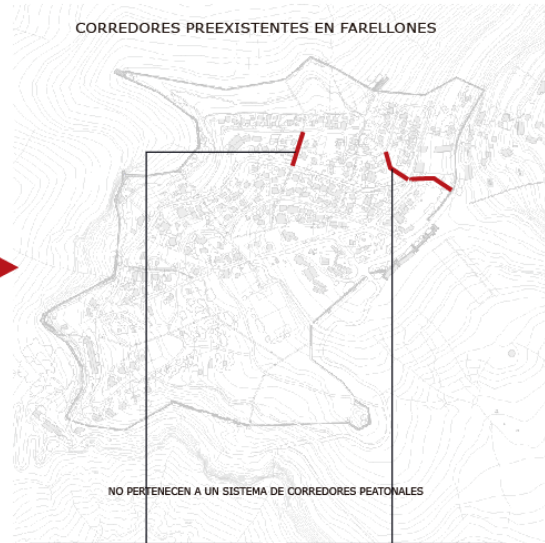 CORREDORES PREEXISTENTES EN FARELLONES
NO PERTENECEN A UN SISTEMA DE CORREDORES PEATONALES